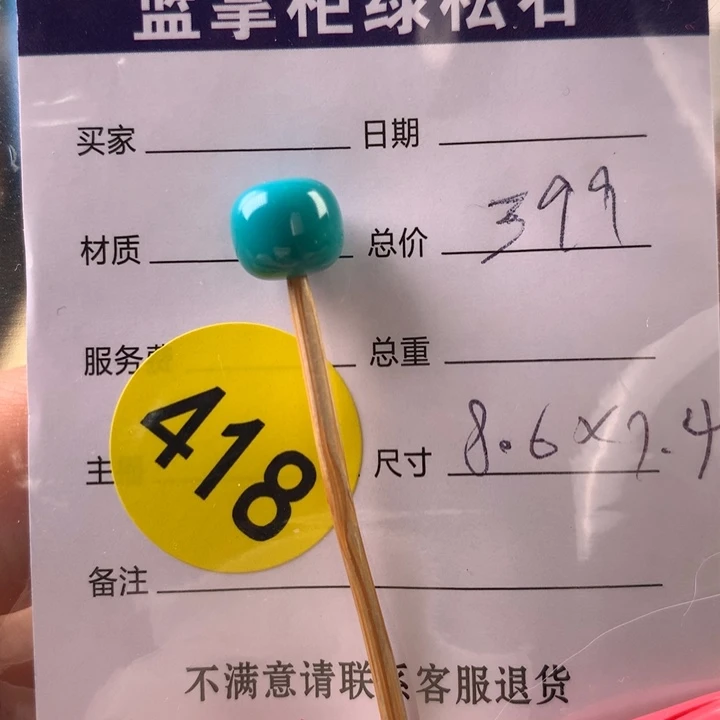 蓝掌柜绿松石
买家 日期
材质 总价 399
服务费 总重
418
主 尺寸 8.6×7.4
备注
不满意请联系客服退货